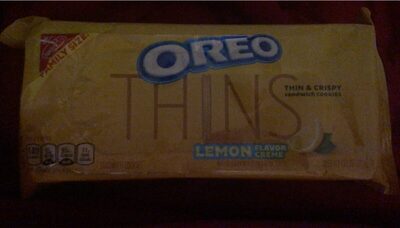 FAMILY SIZE
OREO
THINS
THIN & CRISPY
sandwich cookies
LEMON FLAVOR
CREME